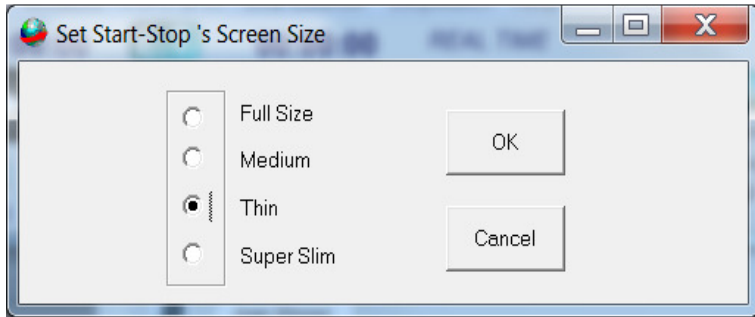 Set Start-Stop 's Screen Size
Full Size
OK
Medium
Thin
Cancel
Super Slim